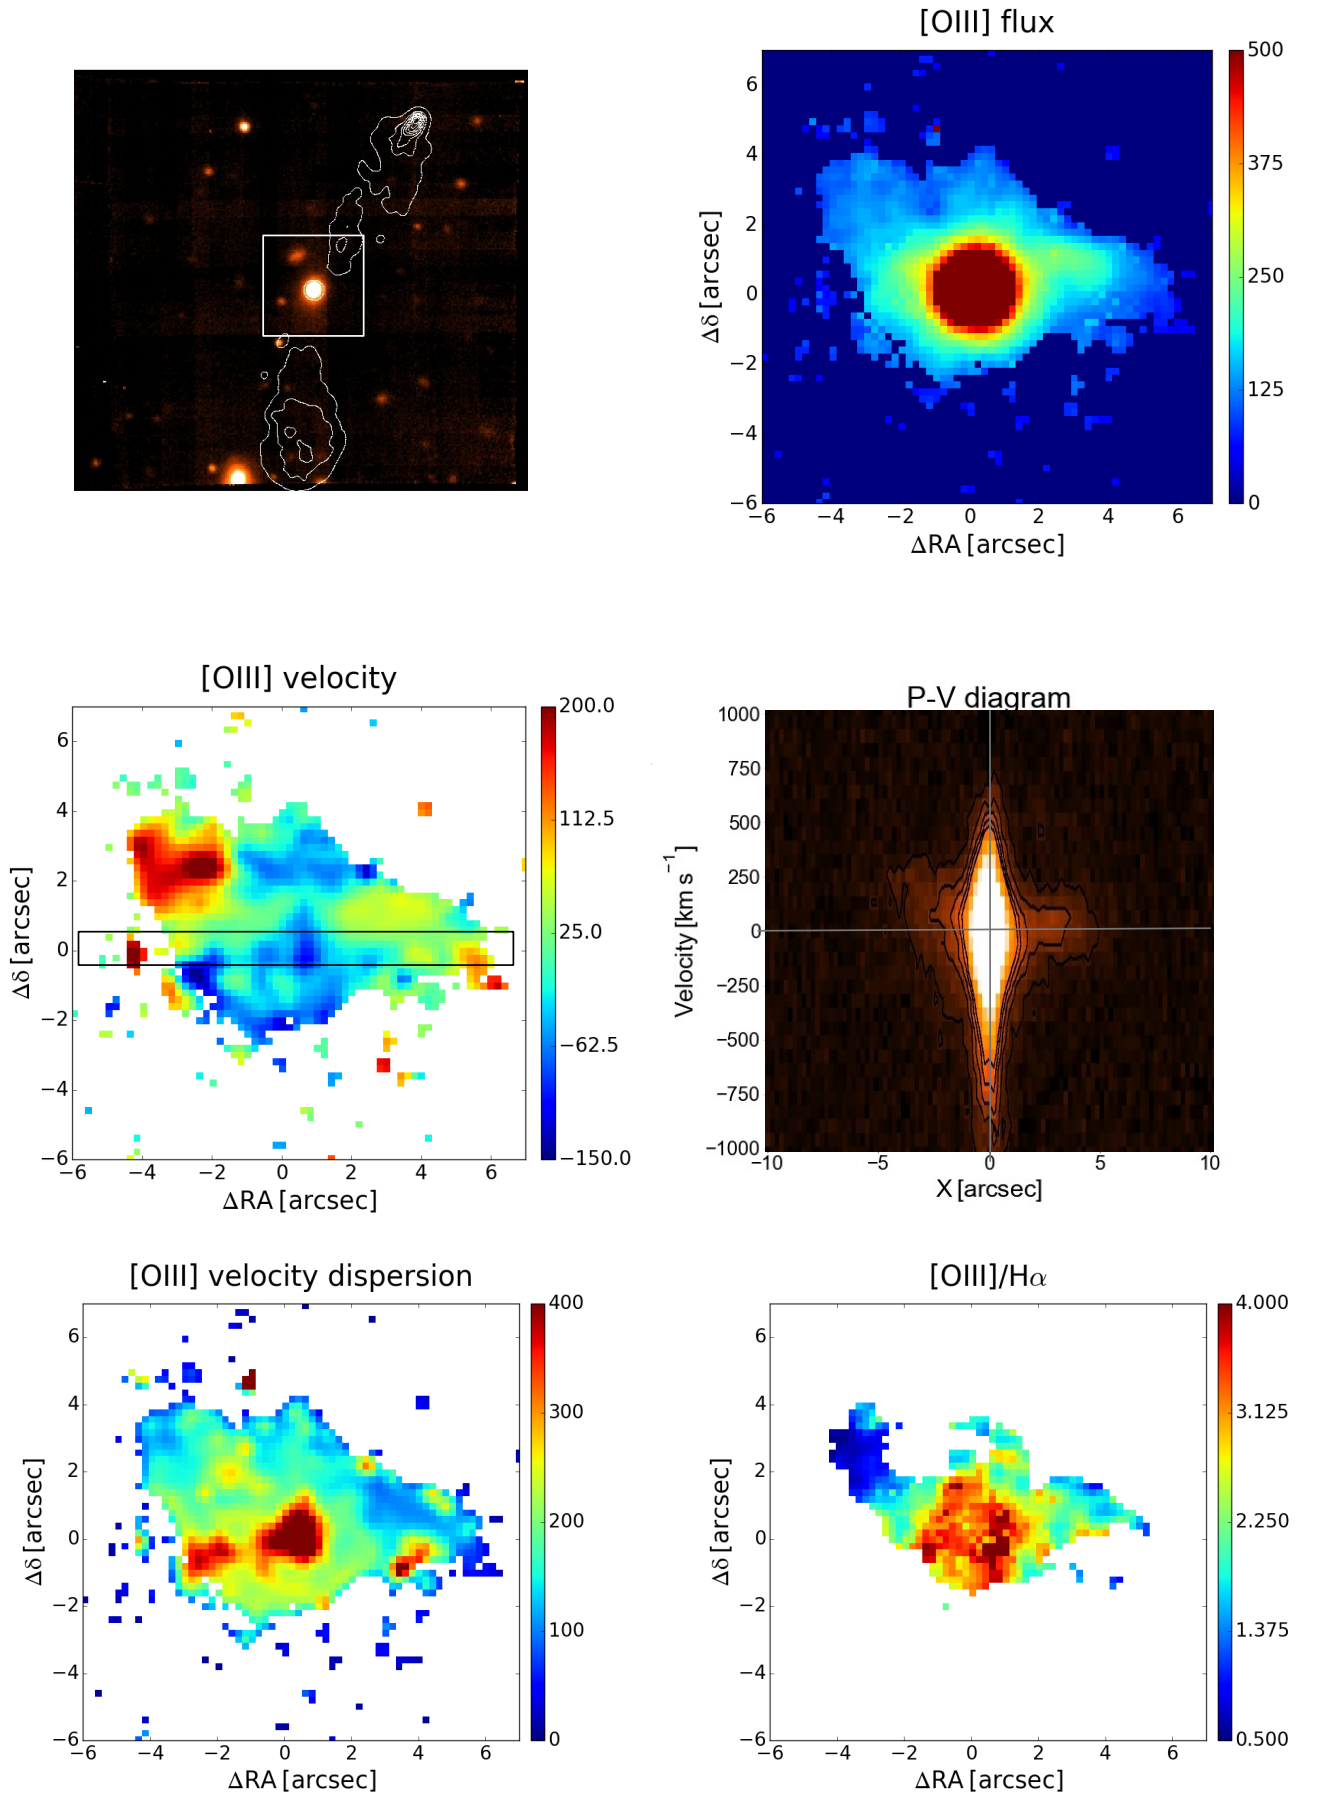 [OIII] flux
Δδ [arcsec]
6
4
2
0
−2
−4
−6
−6 −4 −2 0 2 4 6
ΔRA [arcsec]
500
375
250
125
0
[OIII] velocity
Δδ [arcsec]
6
4
2
0
−2
−4
−6
−6 −4 −2 0 2 4 6
ΔRA [arcsec]
200.0
112.5
25.0
−62.5
−150.0
P-V diagram
Velocity [km s⁻¹]
1000
750
500
250
0
−250
−500
−750
−1000
−10 −5 0 5 10
X [arcsec]
[OIII] velocity dispersion
Δδ [arcsec]
6
4
2
0
−2
−4
−6
−6 −4 −2 0 2 4 6
ΔRA [arcsec]
400
300
200
100
0
[OIII]/Hα
Δδ [arcsec]
6
4
2
0
−2
−4
−6
−6 −4 −2 0 2 4 6
ΔRA [arcsec]
4.000
3.125
2.250
1.375
0.500